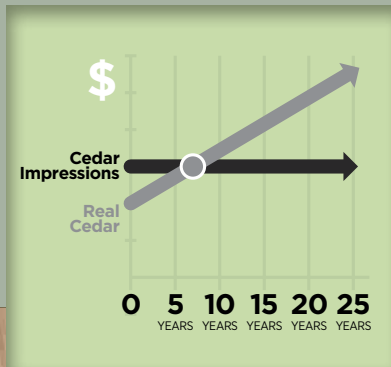 $
Cedar
Impressions
Real
Cedar
0 5 10 15 20 25
YEARS YEARS YEARS YEARS YEARS